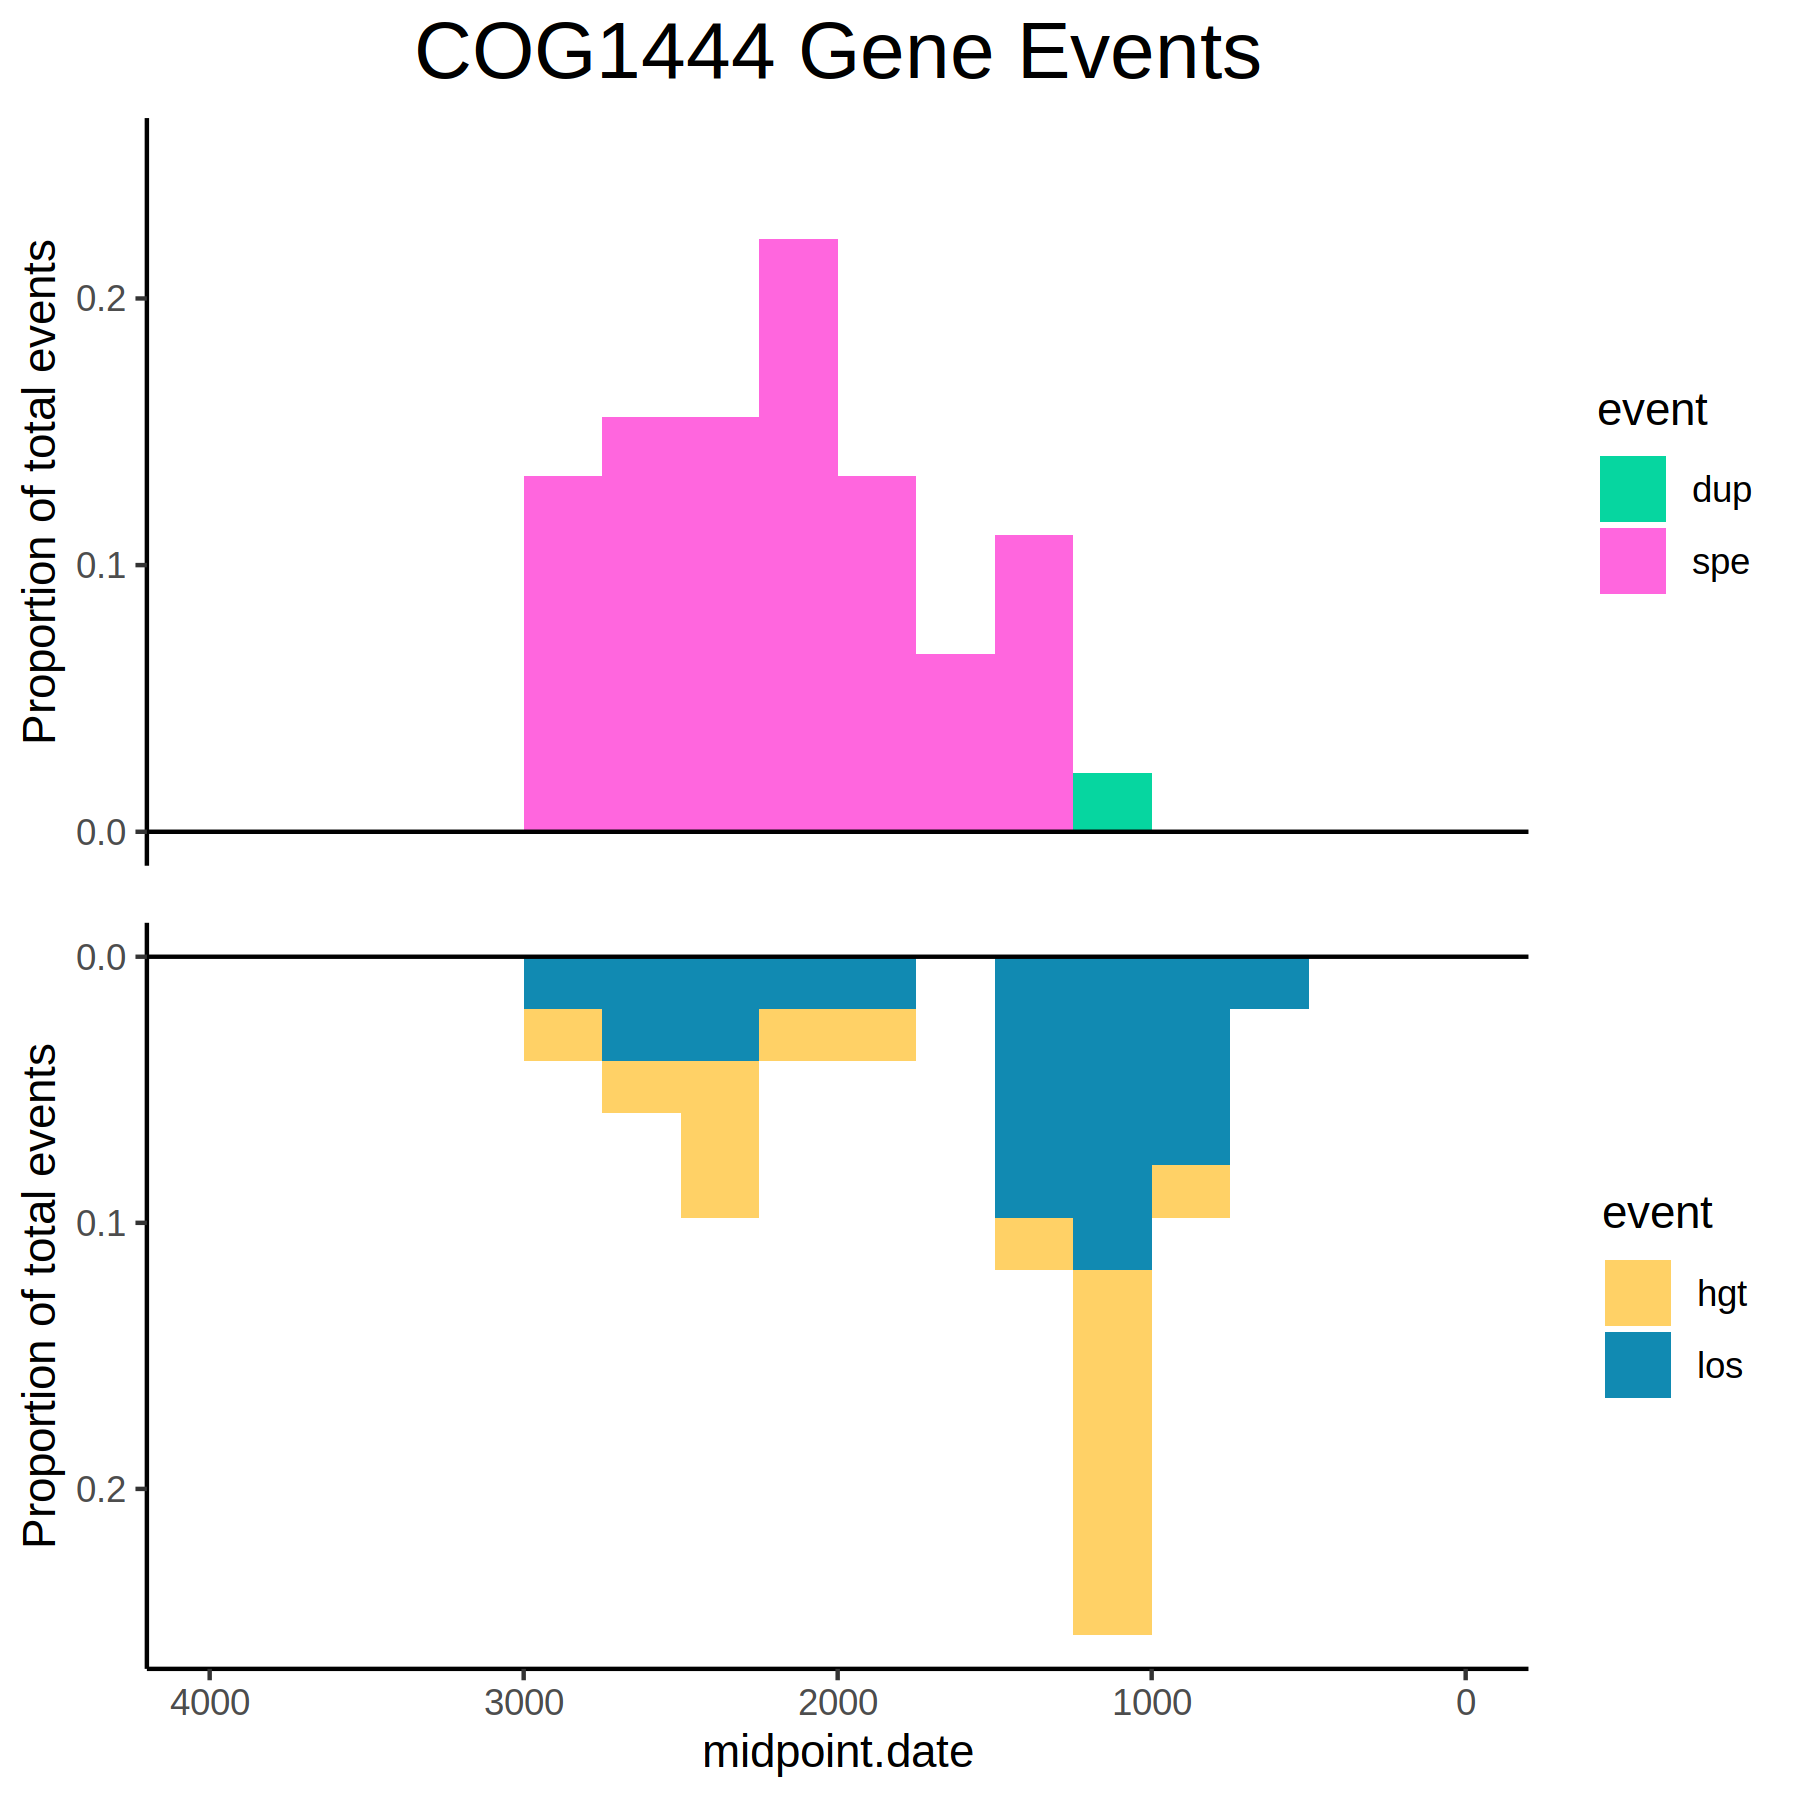 COG1444 Gene Events
Proportion of total events
0.2
0.1
0.0
event
dup
spe
Proportion of total events
0.0
0.1
0.2
event
hgt
los
4000 3000 2000 1000 0
midpoint.date